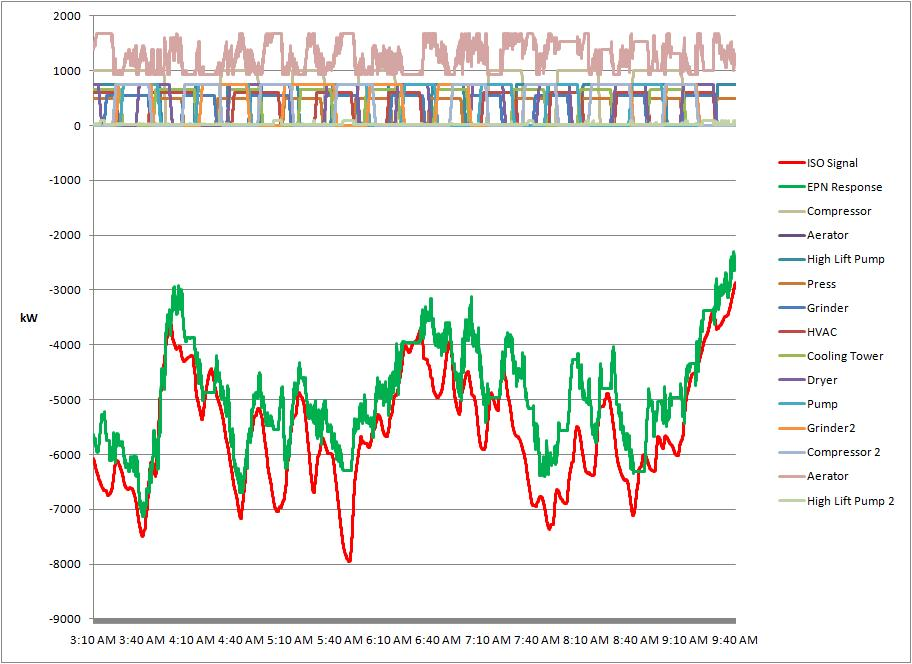 2000
1000
0
-1000
-2000
-3000
kW
-4000
-5000
-6000
-7000
-8000
-9000
3:10 AM 3:40 AM 4:10 AM 4:40 AM 5:10 AM 5:40 AM 6:10 AM 6:40 AM 7:10 AM 7:40 AM 8:10 AM 8:40 AM 9:10 AM 9:40 AM
ISO Signal
EPN Response
Compressor
Aerator
High Lift Pump
Press
Grinder
HVAC
Cooling Tower
Dryer
Pump
Grinder2
Compressor 2
Aerator
High Lift Pump 2